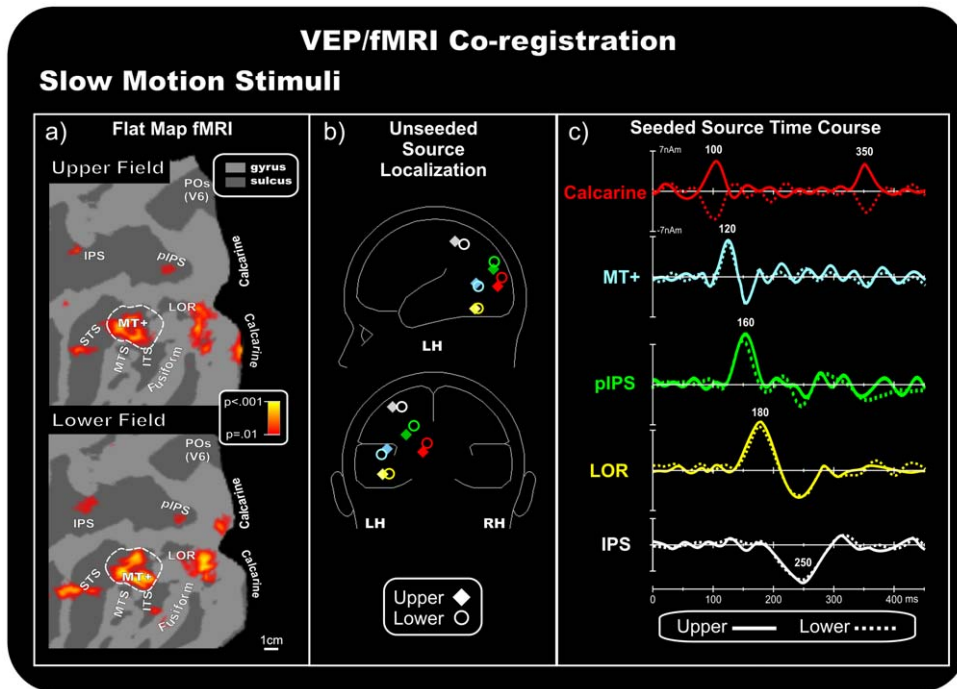 VEP/fMRI Co-registration
Slow Motion Stimuli
a)
Flat Map fMRI
Upper Field
gyrus
sulcus
POs
(V6)
IPS
pIPS
Calcarine
LOR
MT+
STS
MTS
ITS
Fusiform
Calcarine
p<.001
p=.01
Lower Field
POs
(V6)
IPS
pIPS
Calcarine
LOR
MT+
STS
MTS
ITS
Fusiform
Calcarine
1cm
b)
Unseeded
Source
Localization
LH
LH RH
Upper
Lower
c)
Seeded Source Time Course
7nAm
100
350
Calcarine
-7nAm
120
MT+
160
pIPS
180
LOR
IPS
250
0 100 200 300 400 ms
Upper Lower